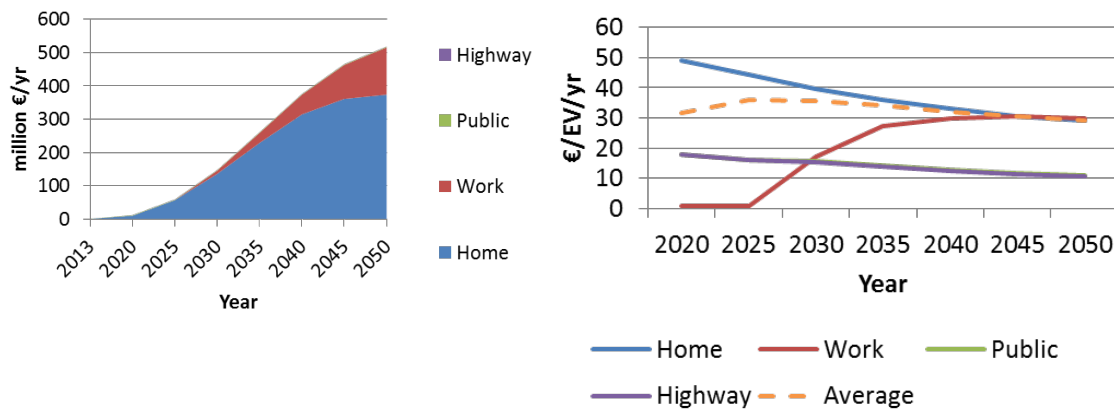 600
500
400
300
200
100
0
million €/yr
2013 2020 2025 2030 2035 2040 2045 2050
Year
Highway
Public
Work
Home
60
50
40
30
20
10
0
€/EV/yr
2020 2025 2030 2035 2040 2045 2050
Year
Home Work Public
Highway Average